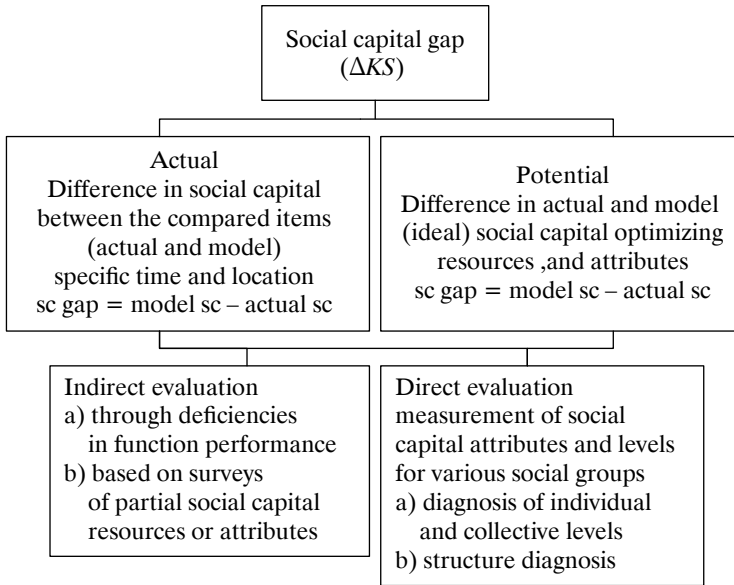 Social capital gap
(ΔKS)
Actual
Difference in social capital
between the compared items
(actual and model)
specific time and location
sc gap = model sc – actual sc
Potential
Difference in actual and model
(ideal) social capital optimizing
resources ,and attributes
sc gap = model sc – actual sc
Indirect evaluation
a) through deficiencies
in function performance
b) based on surveys
of partial social capital
resources or attributes
Direct evaluation
measurement of social
capital attributes and levels
for various social groups
a) diagnosis of individual
and collective levels
b) structure diagnosis